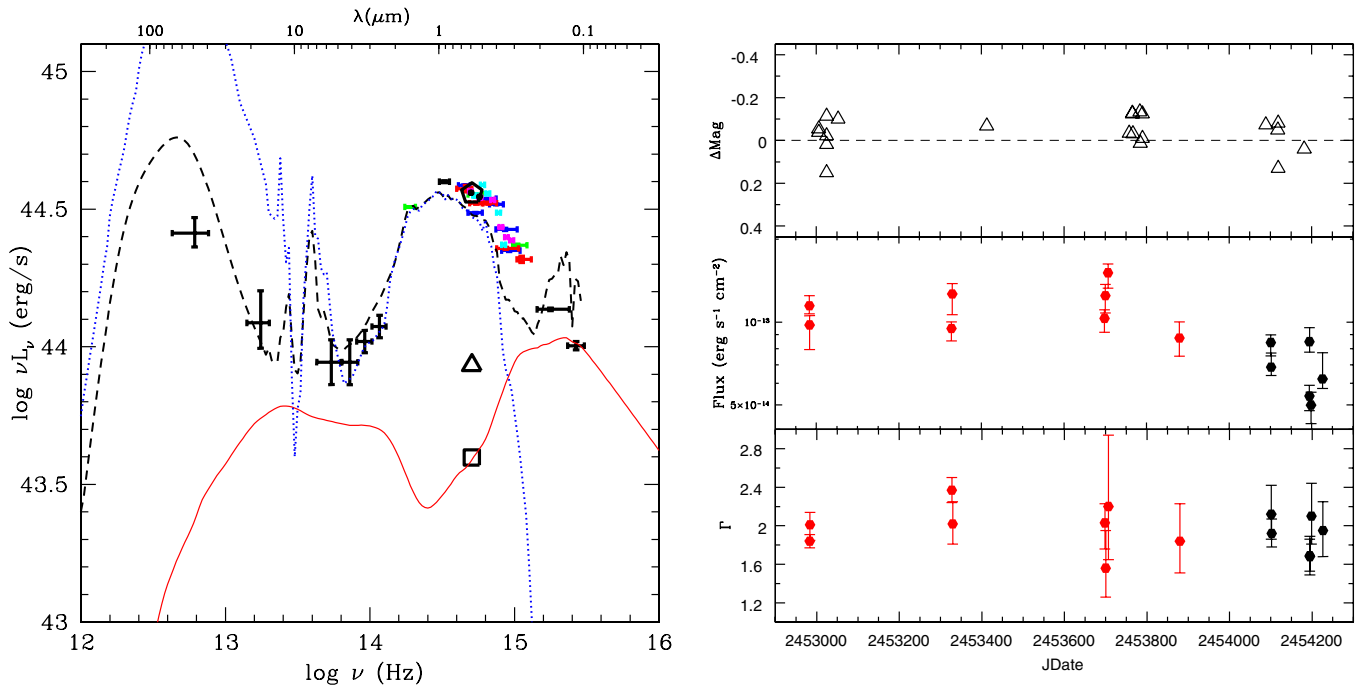 λ(μm)
100 10 1 0.1
45
44.5
44
43.5
43
log νLν (erg/s)
12 13 14 15 16
log ν (Hz)
-0.4
-0.2
0
0.2
0.4
ΔMag
10⁻¹³
5×10⁻¹⁴
Flux (erg s⁻¹ cm⁻²)
2.8
2.4
2
1.6
1.2
Γ
2453000 2453200 2453400 2453600 2453800 2454000 2454200
JDate